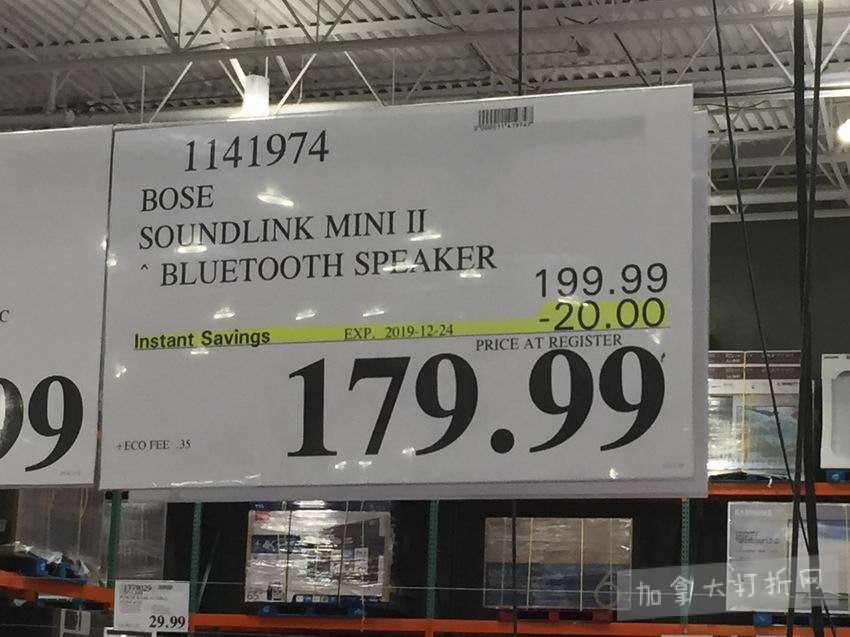 1141974
BOSE
SOUNDLINK MINI II
^ BLUETOOTH SPEAKER
199.99
-20.00
Instant Savings EXP. 2019-12-24
PRICE AT REGISTER
179.99
+ECO FEE .35
C
99
29.99
加拿大打折网